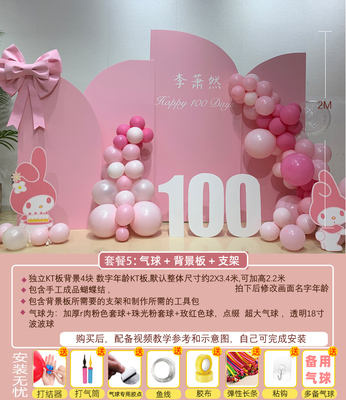 李萧然
Happy 100 Days
2M
100
套餐5：气球 + 背景板 + 支架
独立KT板背景4块 数字年龄KT板,默认整体尺寸约2X3.4米,可加高2.2米
包含手工成品蝴蝶结， 拍下后修改画面名字年龄
包含背景板所需要的支架和制作所需的工具包
气球为： 加厚r肉粉色套球+珠光粉套球+玫红色球，点缀 超大气球 ，透明18寸
波波球
购买后，配备视频教学参考和示意图，自己可完成安装
安装无忧
送 送 送 送 送 送 送 送
备用
气球
打结器 打气筒 气球专用胶点 鱼线 胶布 弹性长条 粘钩 多备气球